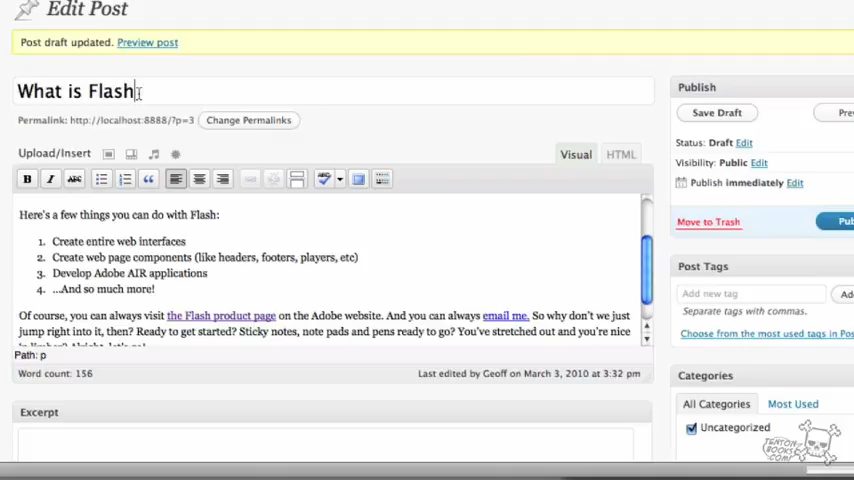 Edit Post
Post draft updated. Preview post
What is Flash
Permalink: http://localhost:8888/?p=3 Change Permalinks
Upload/Insert
Visual HTML
B I ABC “ ABC
Here's a few things you can do with Flash:
1. Create entire web interfaces
2. Create web page components (like headers, footers, players, etc)
3. Develop Adobe AIR applications
4. ...And so much more!
Of course, you can always visit the Flash product page on the Adobe website. And you can always email me. So why don't we just
jump right into it, then? Ready to get started? Sticky notes, note pads and pens ready to go? You've stretched out and you're nice
Path: p
Word count: 156 Last edited by Geoff on March 3, 2010 at 3:32 pm
Excerpt
Publish
Save Draft Pre
Status: Draft Edit
Visibility: Public Edit
Publish immediately Edit
Move to Trash Pub
Post Tags
Add new tag Add
Separate tags with commas.
Choose from the most used tags in Pos
Categories
All Categories Most Used
Uncategorized
TENTON
BOOKS.COM